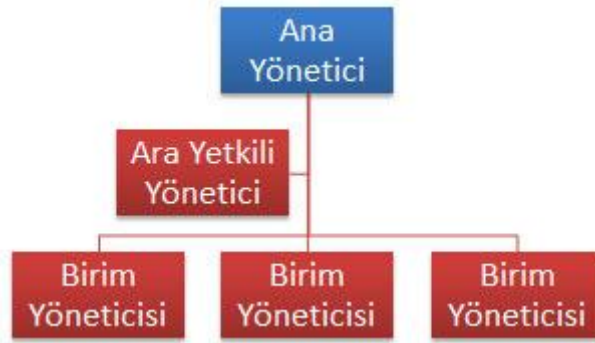 Ana
Yönetici
Ara Yetkili
Yönetici
Birim
Yöneticisi
Birim
Yöneticisi
Birim
Yöneticisi